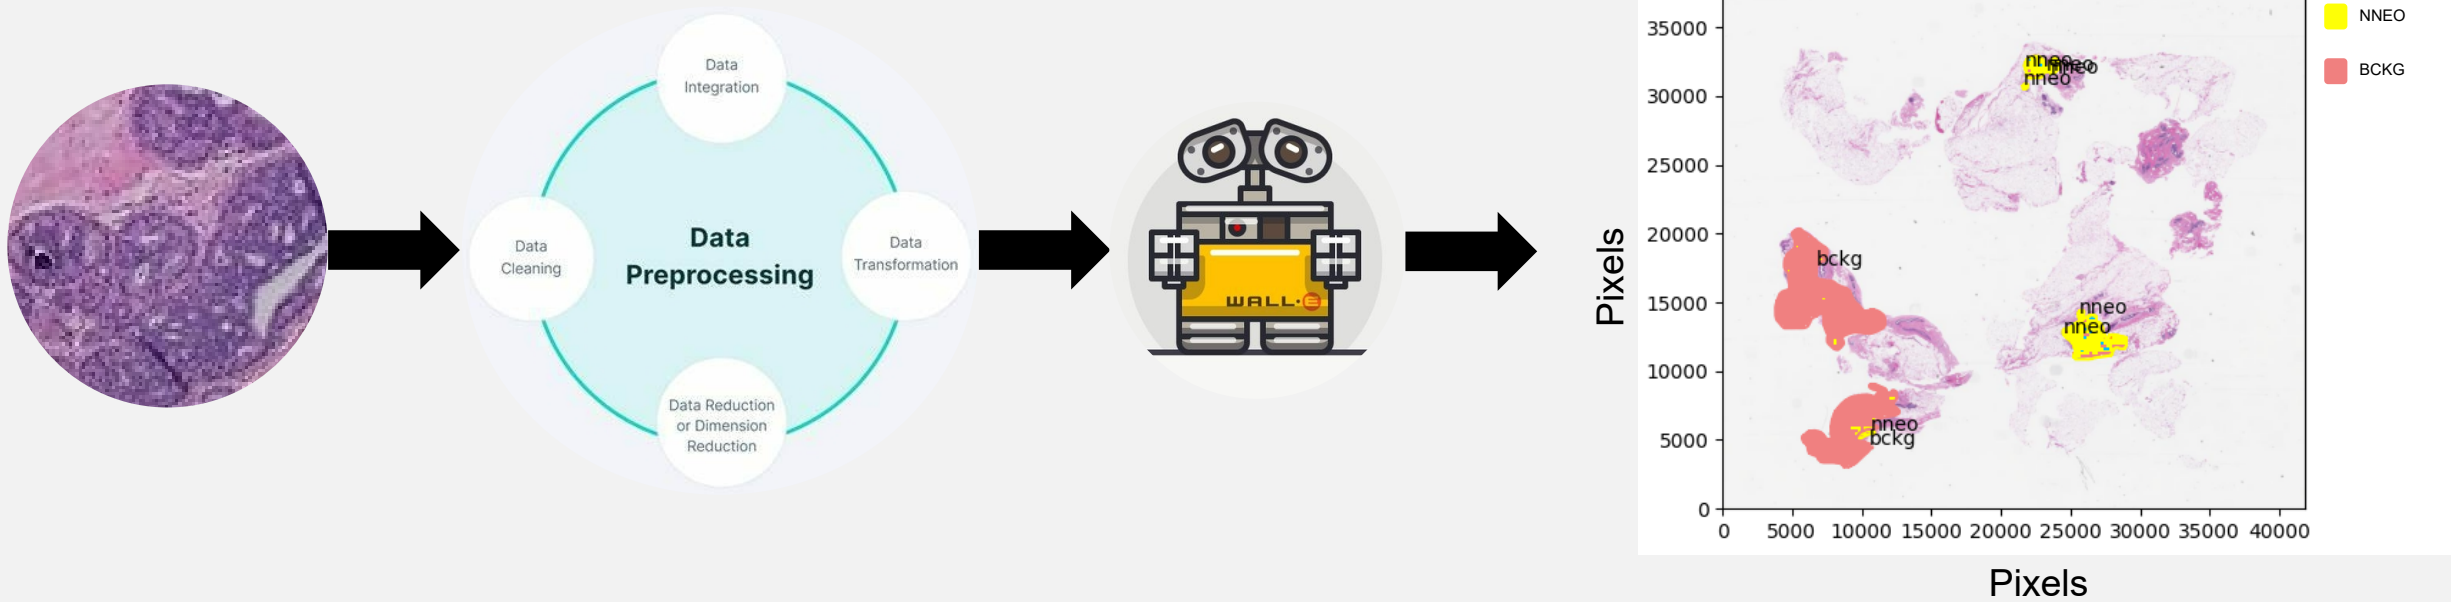 Data
Integration
Data
Cleaning
Data
Preprocessing
Data
Transformation
Data Reduction
or Dimension
Reduction
WALL·E
Pixels
35000
30000
25000
20000
15000
10000
5000
0
0 5000 10000 15000 20000 25000 30000 35000 40000
Pixels
nneo
nneo
nneo
bckg
nneo
nneo
nneo
bckg
NNEO
BCKG